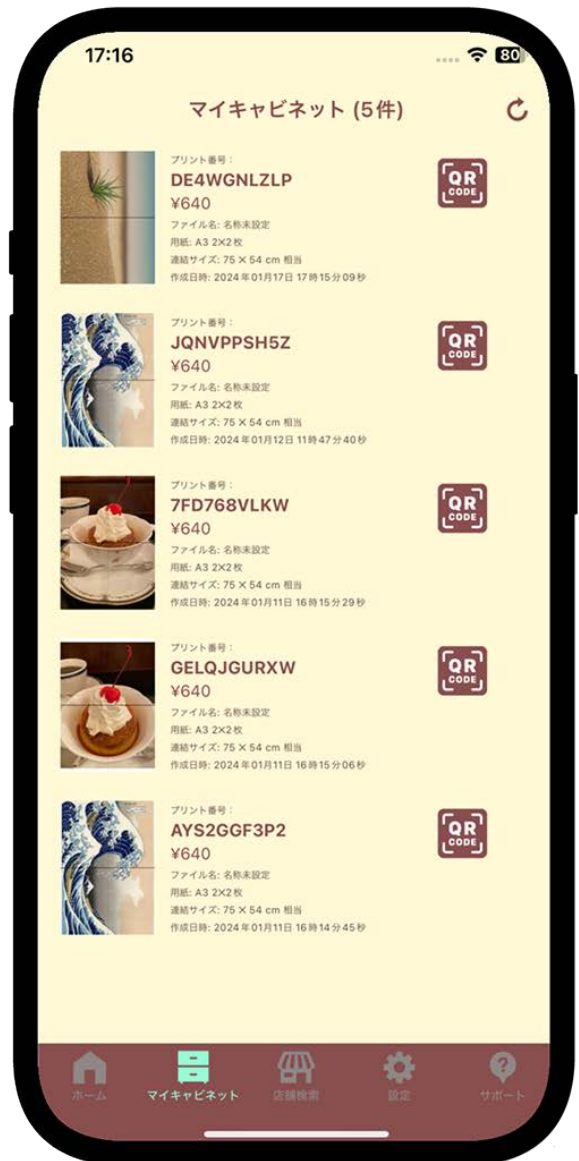 17:16
80
マイキャビネット (5件)
プリント番号：
DE4WGNLZLP
¥640
ファイル名: 名称未設定
用紙: A3 2×2枚
連結サイズ: 75 × 54 cm 相当
作成日時: 2024年01月17日 17時15分09秒
QR
CODE
プリント番号：
JQNVPPSH5Z
¥640
ファイル名: 名称未設定
用紙: A3 2×2枚
連結サイズ: 75 × 54 cm 相当
作成日時: 2024年01月12日 11時47分40秒
QR
CODE
プリント番号：
7FD768VLKW
¥640
ファイル名: 名称未設定
用紙: A3 2×2枚
連結サイズ: 75 × 54 cm 相当
作成日時: 2024年01月11日 16時15分29秒
QR
CODE
プリント番号：
GELQJGURXW
¥640
ファイル名: 名称未設定
用紙: A3 2×2枚
連結サイズ: 75 × 54 cm 相当
作成日時: 2024年01月11日 16時15分06秒
QR
CODE
プリント番号：
AYS2GGF3P2
¥640
ファイル名: 名称未設定
用紙: A3 2×2枚
連結サイズ: 75 × 54 cm 相当
作成日時: 2024年01月11日 16時14分45秒
QR
CODE
ホーム マイキャビネット 店舗検索 設定 サポート